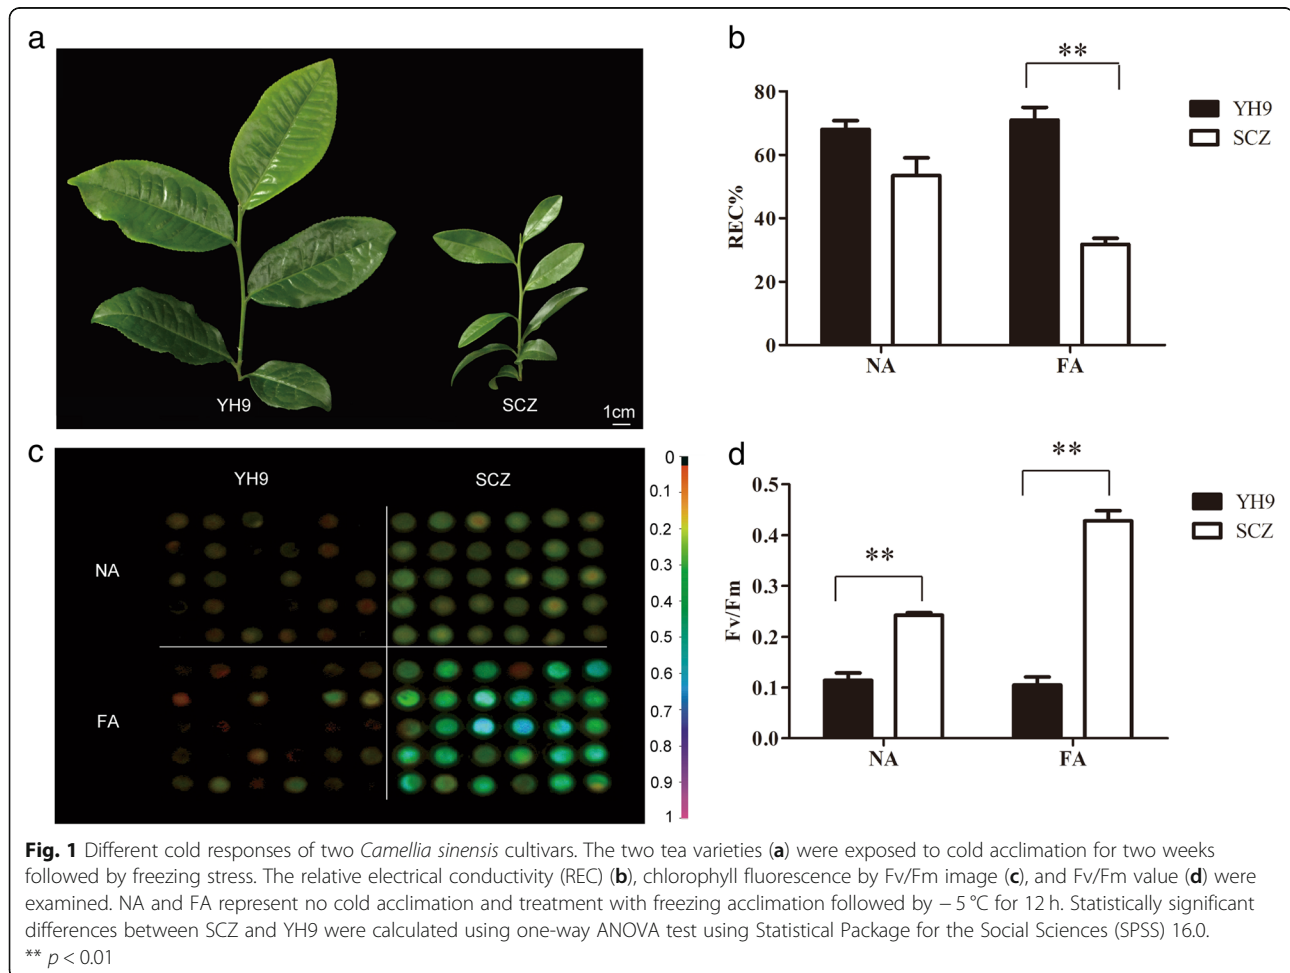 a
YH9
SCZ
1cm
b
**
80
60
40
20
0
REC%
NA
FA
YH9
SCZ
c
YH9
SCZ
NA
FA
0
0.1
0.2
0.3
0.4
0.5
0.6
0.7
0.8
0.9
1
d
**
**
0.5
0.4
0.3
0.2
0.1
0.0
Fv/Fm
NA
FA
YH9
SCZ
Fig. 1 Different cold responses of two Camellia sinensis cultivars. The two tea varieties (a) were exposed to cold acclimation for two weeks
followed by freezing stress. The relative electrical conductivity (REC) (b), chlorophyll fluorescence by Fv/Fm image (c), and Fv/Fm value (d) were
examined. NA and FA represent no cold acclimation and treatment with freezing acclimation followed by − 5 °C for 12 h. Statistically significant
differences between SCZ and YH9 were calculated using one-way ANOVA test using Statistical Package for the Social Sciences (SPSS) 16.0.
** p < 0.01